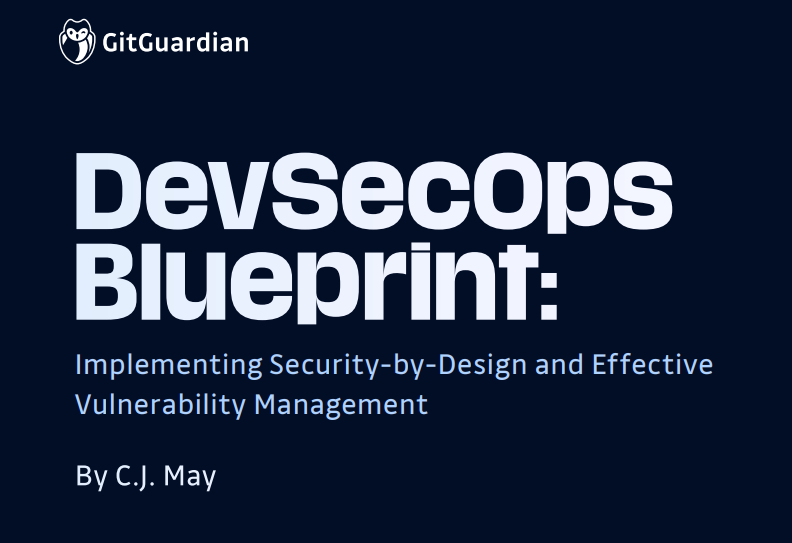 GitGuardian
DevSecOps
Blueprint:
Implementing Security-by-Design and Effective
Vulnerability Management
By C.J. May